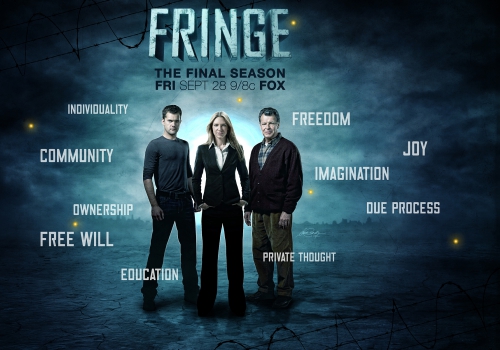 FRINGE
THE FINAL SEASON
FRI SEPT 28 9/8c FOX
INDIVIDUALITY
FREEDOM
COMMUNITY
JOY
IMAGINATION
OWNERSHIP
DUE PROCESS
FREE WILL
PRIVATE THOUGHT
EDUCATION